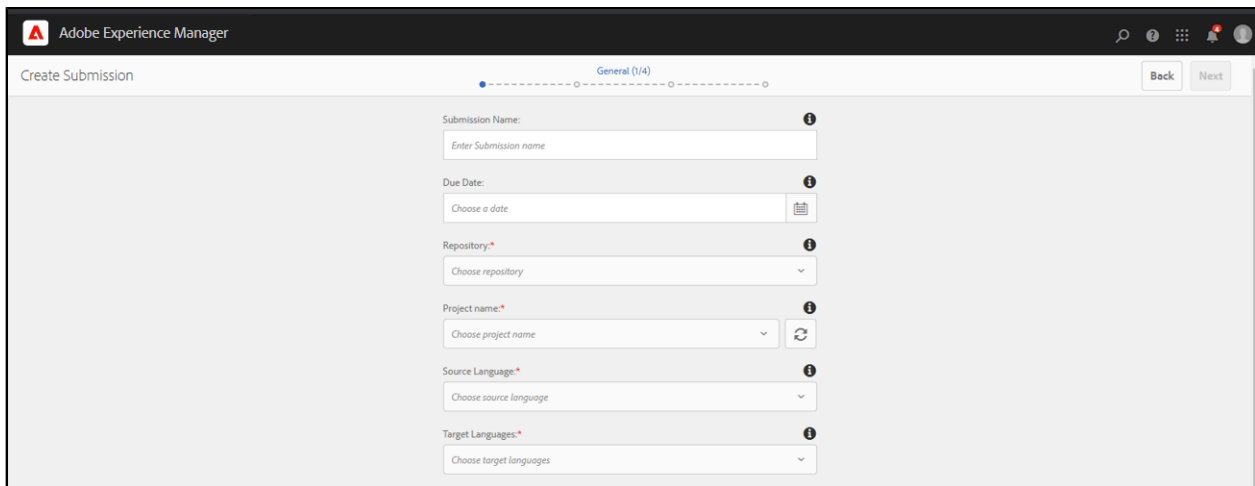 Adobe Experience Manager
Create Submission
General (1/4)
Back
Next
Submission Name:
Enter Submission name
Due Date:
Choose a date
Repository:*
Choose repository
Project name:*
Choose project name
Source Language:*
Choose source language
Target Languages:*
Choose target languages